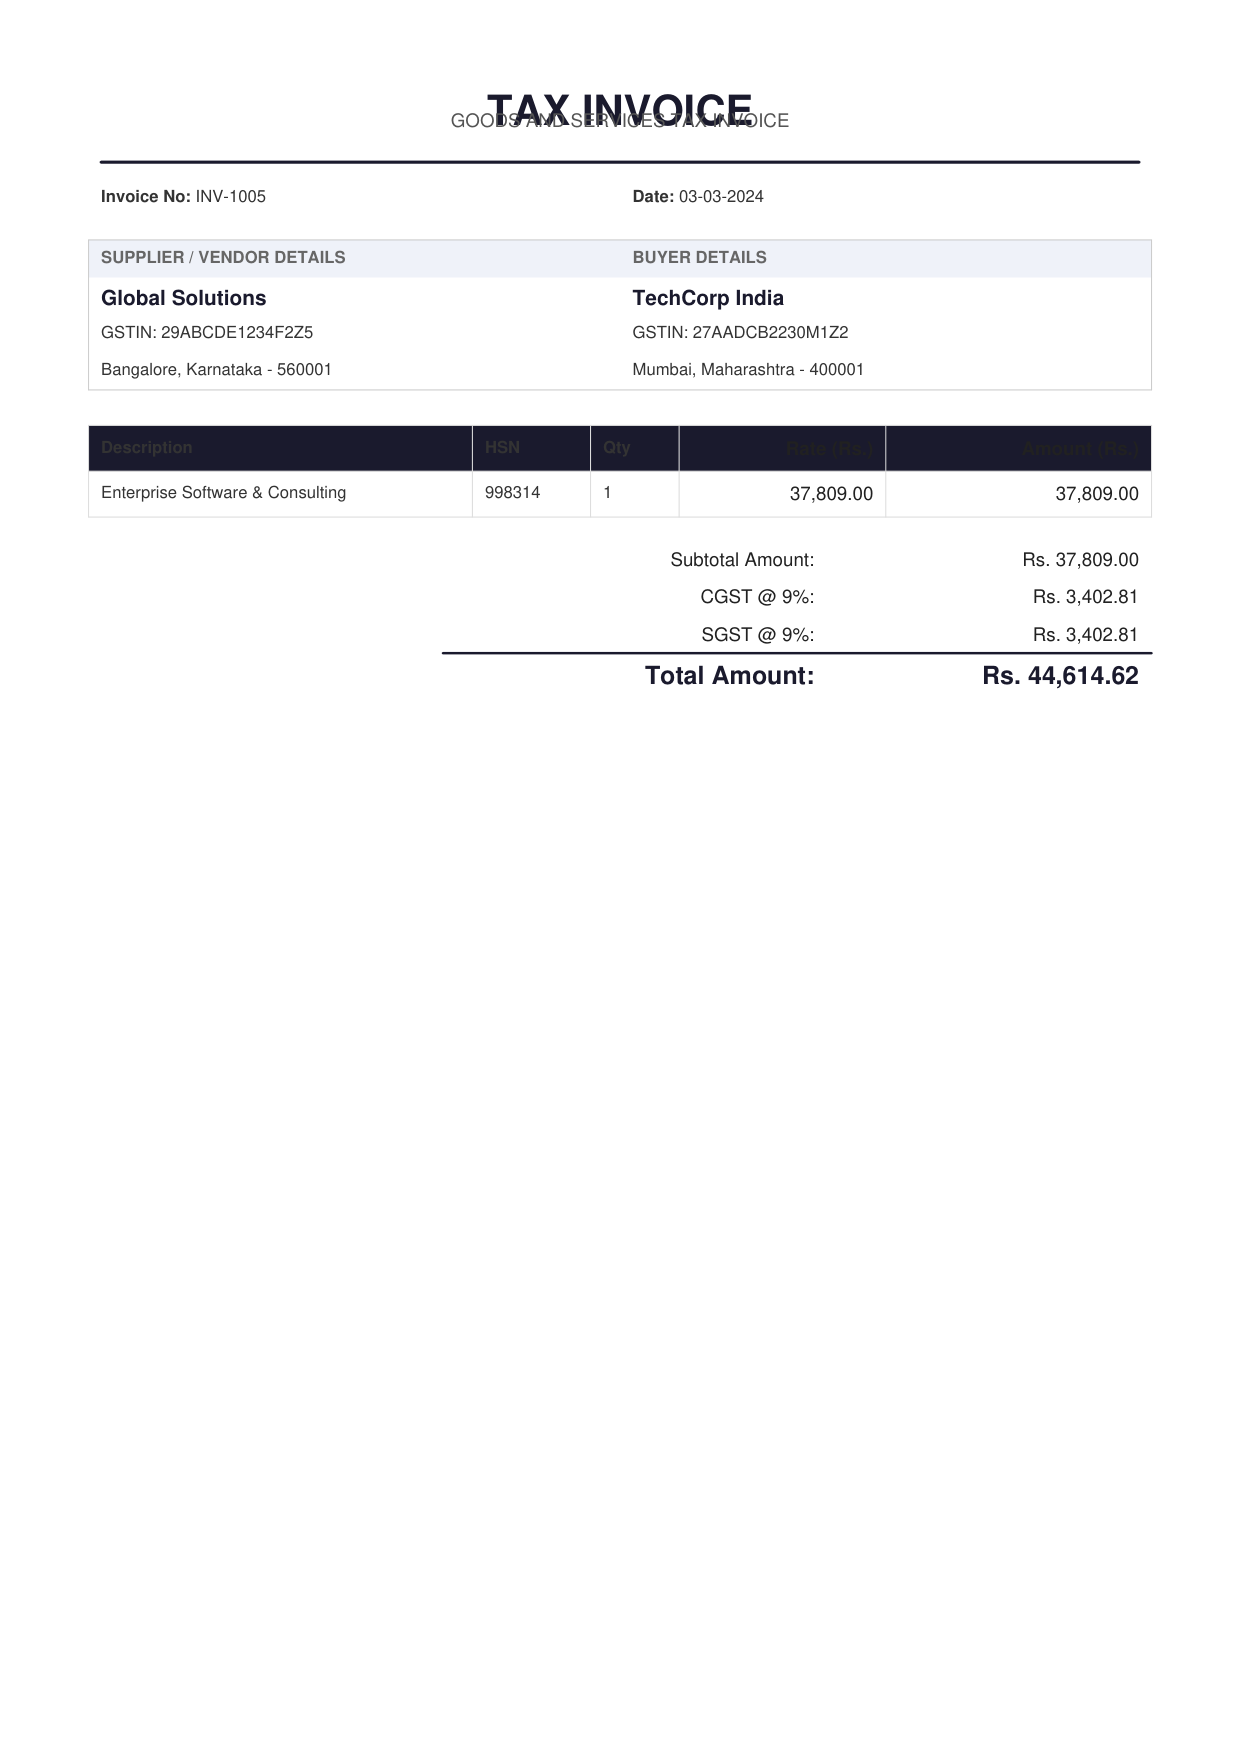 TAX INVOICE
GOODS AND SERVICES TAX INVOICE
Invoice No: INV-1005 Date: 03-03-2024
SUPPLIER / VENDOR DETAILS BUYER DETAILS
Global Solutions TechCorp India
GSTIN: 29ABCDE1234F2Z5 GSTIN: 27AADCB2230M1Z2
Bangalore, Karnataka - 560001 Mumbai, Maharashtra - 400001
Description HSN Qty Rate (Rs.) Amount (Rs.)
Enterprise Software & Consulting 998314 1 37,809.00 37,809.00
Subtotal Amount: Rs. 37,809.00
CGST @ 9%: Rs. 3,402.81
SGST @ 9%: Rs. 3,402.81
Total Amount: Rs. 44,614.62